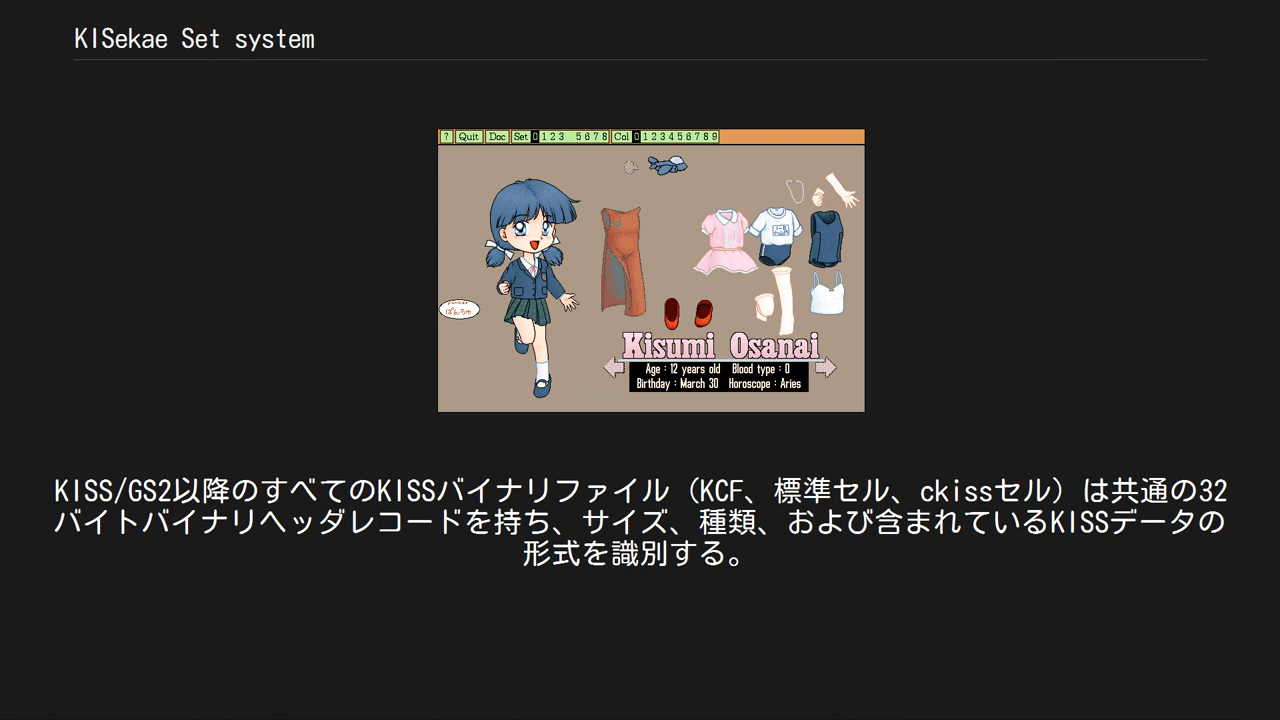 KISekae Set system
? Quit Doc Set 0 1 2 3 5 6 7 8 Col 0 1 2 3 4 5 6 7 8 9
ぱんちゅ
Kisumi Osanai
Age : 12 years old Blood type : O
Birthday : March 30 Horoscope : Aries
KISS/GS2以降のすべてのKISSバイナリファイル（KCF、標準セル、ckissセル）は共通の32
バイトバイナリヘッダレコードを持ち、サイズ、種類、および含まれているKISSデータの
形式を識別する。